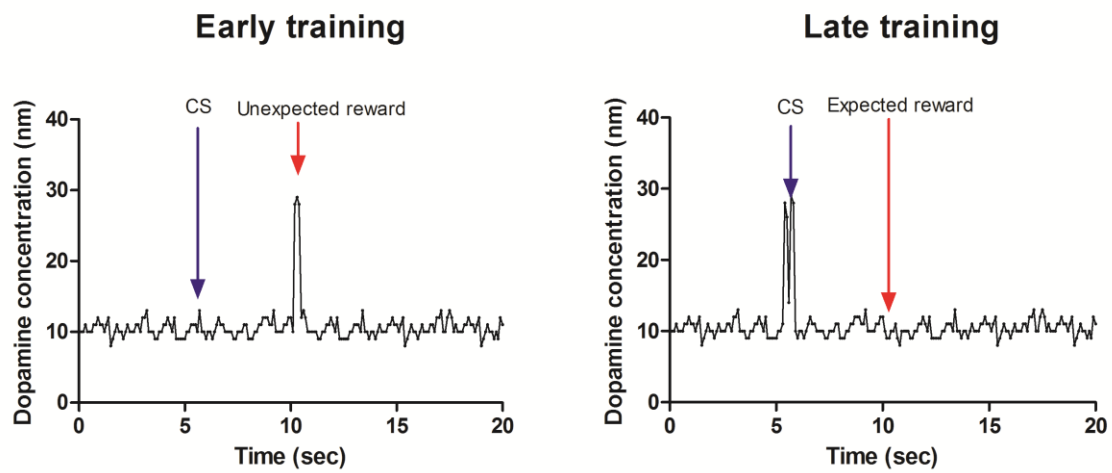 Early training
CS
Unexpected reward
Dopamine concentration (nm)
40
30
20
10
0
0
5
10
15
20
Time (sec)
Late training
CS
Expected reward
Dopamine concentration (nm)
40
30
20
10
0
0
5
10
15
20
Time (sec)